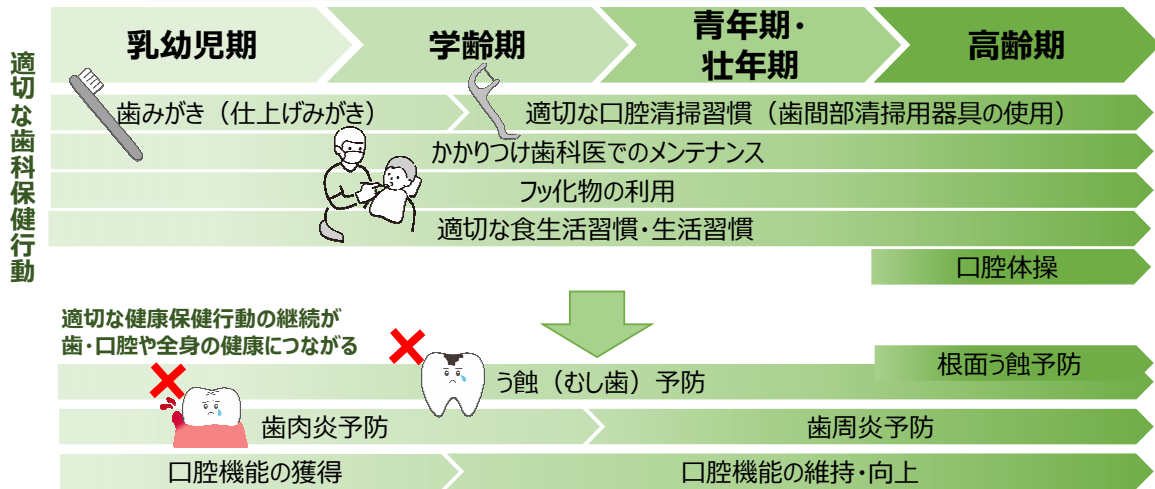 乳幼児期
学齢期
青年期・
壮年期
高齢期
適切な歯科保健行動
歯みがき（仕上げみがき）
適切な口腔清掃習慣（歯間部清掃用器具の使用）
かかりつけ歯科医でのメンテナンス
フッ化物の利用
適切な食生活習慣・生活習慣
口腔体操
適切な健康保健行動の継続が
歯・口腔や全身の健康につながる
根面う蝕予防
う蝕（むし歯）予防
歯肉炎予防
歯周炎予防
口腔機能の獲得
口腔機能の維持・向上